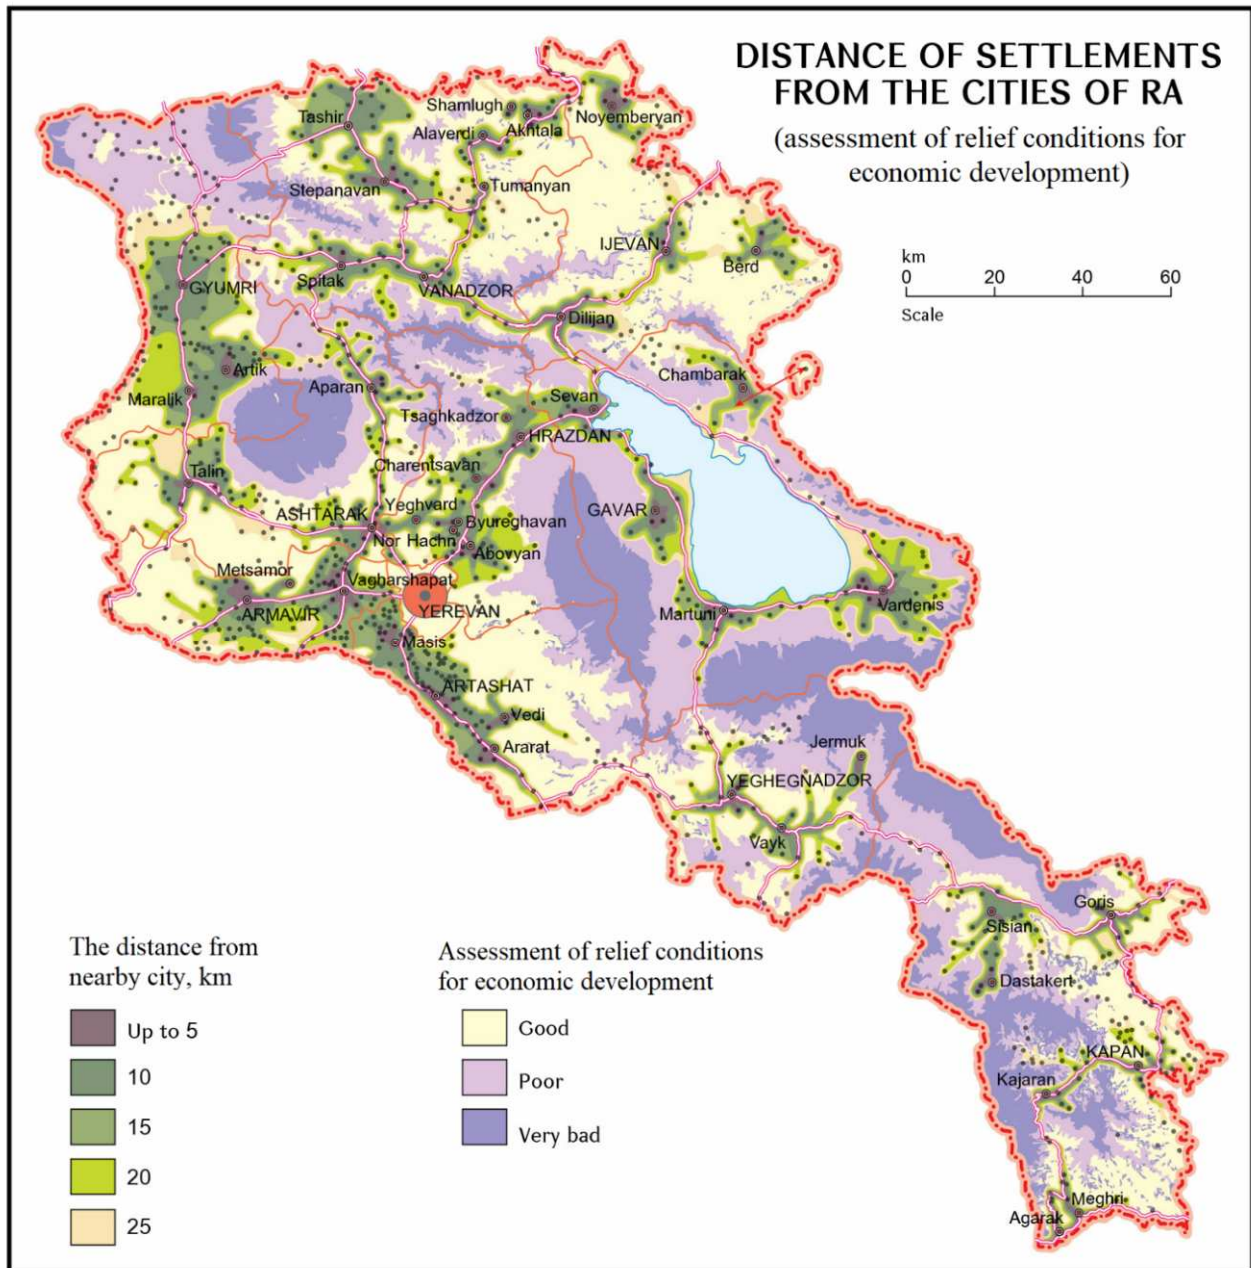 DISTANCE OF SETTLEMENTS
FROM THE CITIES OF RA
(assessment of relief conditions for
economic development)
km
0 20 40 60
Scale
Shamlugh
Noyemberyan
Tashir
Akhtala
Alaverdi
Stepanavan
Tumanyan
IJEVAN
Berd
Spitak
GYUMRI
VANADZOR
Dilijan
Artik
Chambarak
Maralik
Aparan
Sevan
Tsaghkadzor
HRAZDAN
Charentsavan
Talin
Yeghvard
GAVAR
ASHTARAK
Byureghavan
Nor Hachn
Abovyan
Metsamor
Vagharshapat
Vardenis
ARMAVIR
YEREVAN
Martuni
Masis
ARTASHAT
Vedi
Ararat
Jermuk
YEGHEGNADZOR
Vayk
Goris
Sisian
Dastakert
KAPAN
Kajaran
Meghri
Agarak
The distance from
nearby city, km
Up to 5
10
15
20
25
Assessment of relief conditions
for economic development
Good
Poor
Very bad